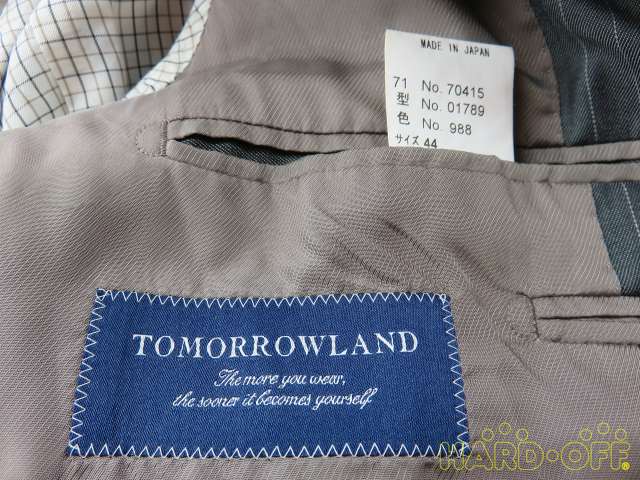 MADE IN JAPAN
71 No. 70415
型 No. 01789
色 No. 988
サイズ 44
TOMORROWLAND
The more you wear,
the sooner it becomes yourself
HARD・OFF®